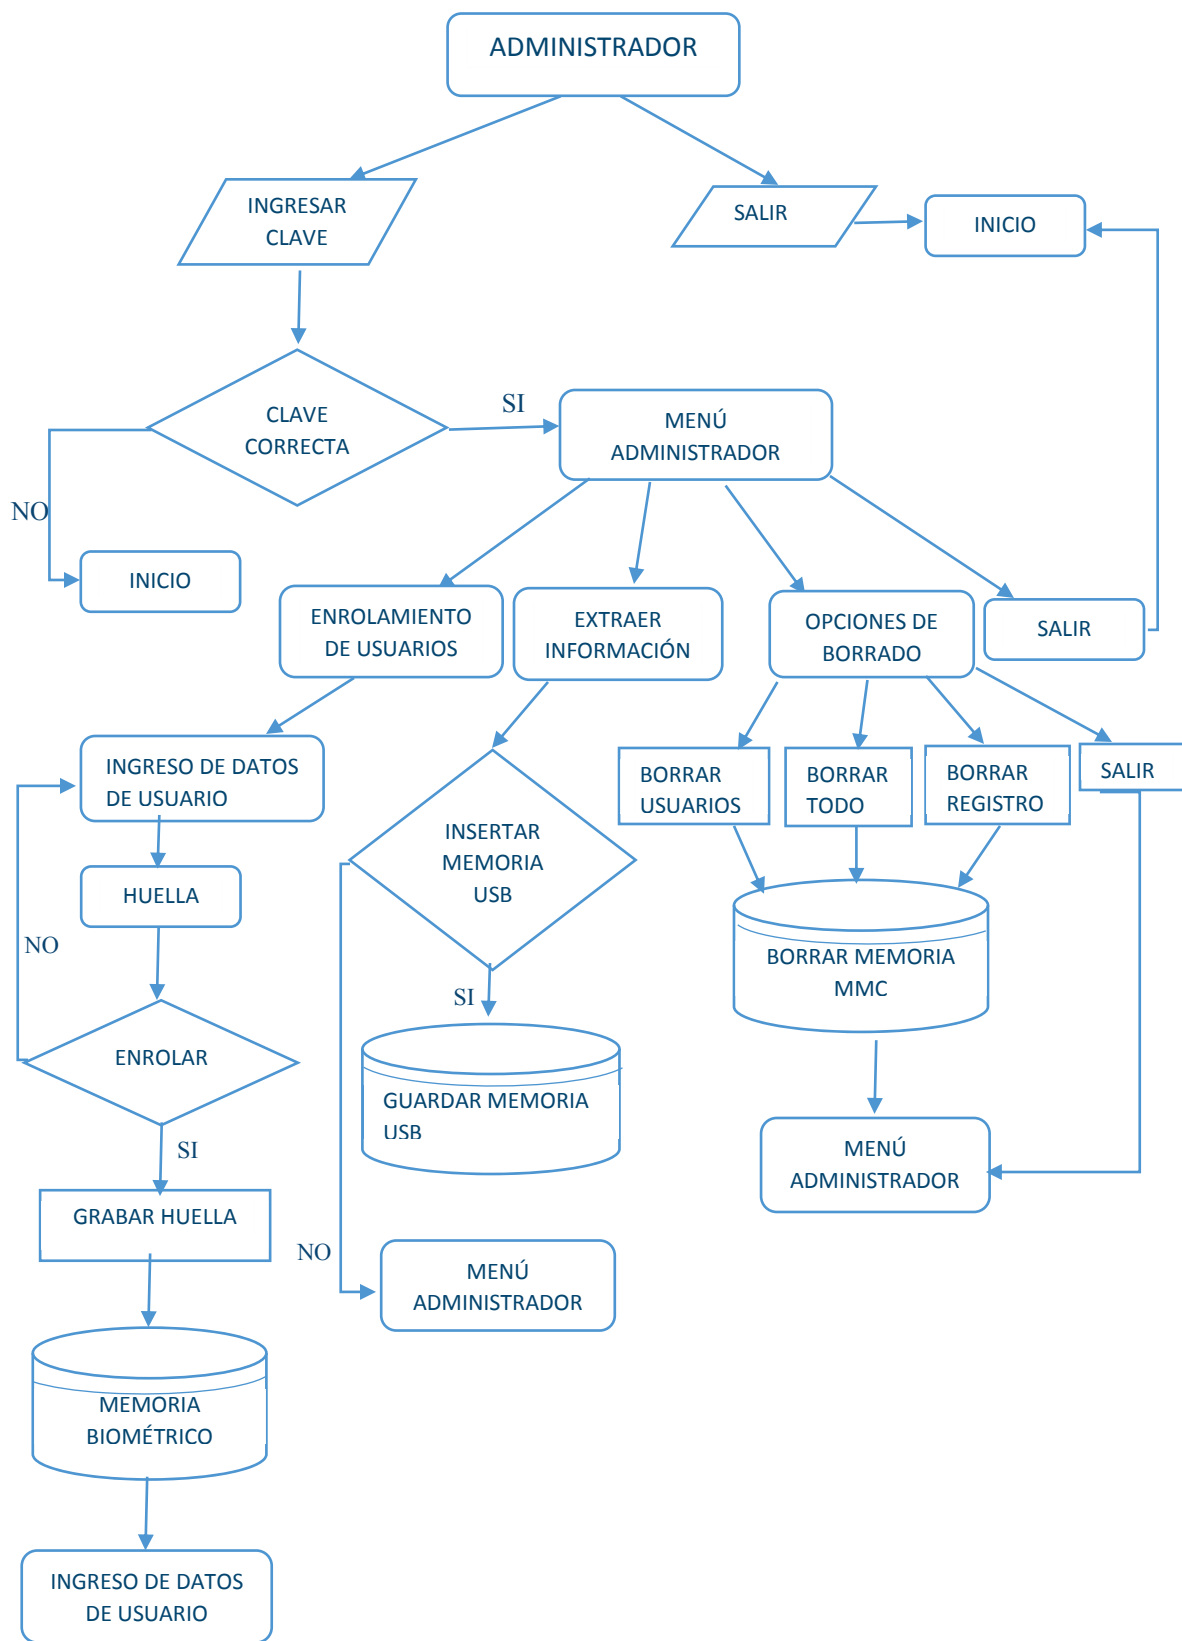 ADMINISTRADOR
INGRESAR
CLAVE
SALIR
INICIO
CLAVE
CORRECTA
SI
MENÚ
ADMINISTRADOR
NO
INICIO
ENROLAMIENTO
DE USUARIOS
EXTRAER
INFORMACIÓN
OPCIONES DE
BORRADO
SALIR
INGRESO DE DATOS
DE USUARIO
BORRAR
USUARIOS
BORRAR
TODO
BORRAR
REGISTRO
SALIR
INSERTAR
MEMORIA
USB
HUELLA
NO
BORRAR MEMORIA
MMC
SI
ENROLAR
GUARDAR MEMORIA
USB
SI
MENÚ
ADMINISTRADOR
GRABAR HUELLA
NO
MENÚ
ADMINISTRADOR
MEMORIA
BIOMÉTRICO
INGRESO DE DATOS
DE USUARIO